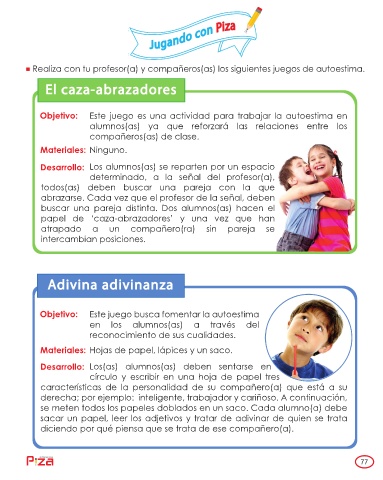 Jugando con Piza
Realiza con tu profesor(a) y compañeros(as) los siguientes juegos de autoestima.
El caza-abrazadores
Objetivo: Este juego es una actividad para trabajar la autoestima en
alumnos(as) ya que reforzará las relaciones entre los
compañeros(as) de clase.
Materiales: Ninguno.
Desarrollo: Los alumnos(as) se reparten por un espacio
determinado, a la señal del profesor(a),
todos(as) deben buscar una pareja con la que
abrazarse. Cada vez que el profesor de la señal, deben
buscar una pareja distinta. Dos alumnos(as) hacen el
papel de ‘caza-abrazadores’ y una vez que han
atrapado a un compañero(ra) sin pareja se
intercambian posiciones.
Adivina adivinanza
Objetivo: Este juego busca fomentar la autoestima
en los alumnos(as) a través del
reconocimiento de sus cualidades.
Materiales: Hojas de papel, lápices y un saco.
Desarrollo: Los(as) alumnos(as) deben sentarse en
círculo y escribir en una hoja de papel tres
características de la personalidad de su compañero(a) que está a su
derecha; por ejemplo: inteligente, trabajador y cariñoso. A continuación,
se meten todos los papeles doblados en un saco. Cada alumno(a) debe
sacar un papel, leer los adjetivos y tratar de adivinar de quien se trata
diciendo por qué piensa que se trata de ese compañero(a).
Piza
77